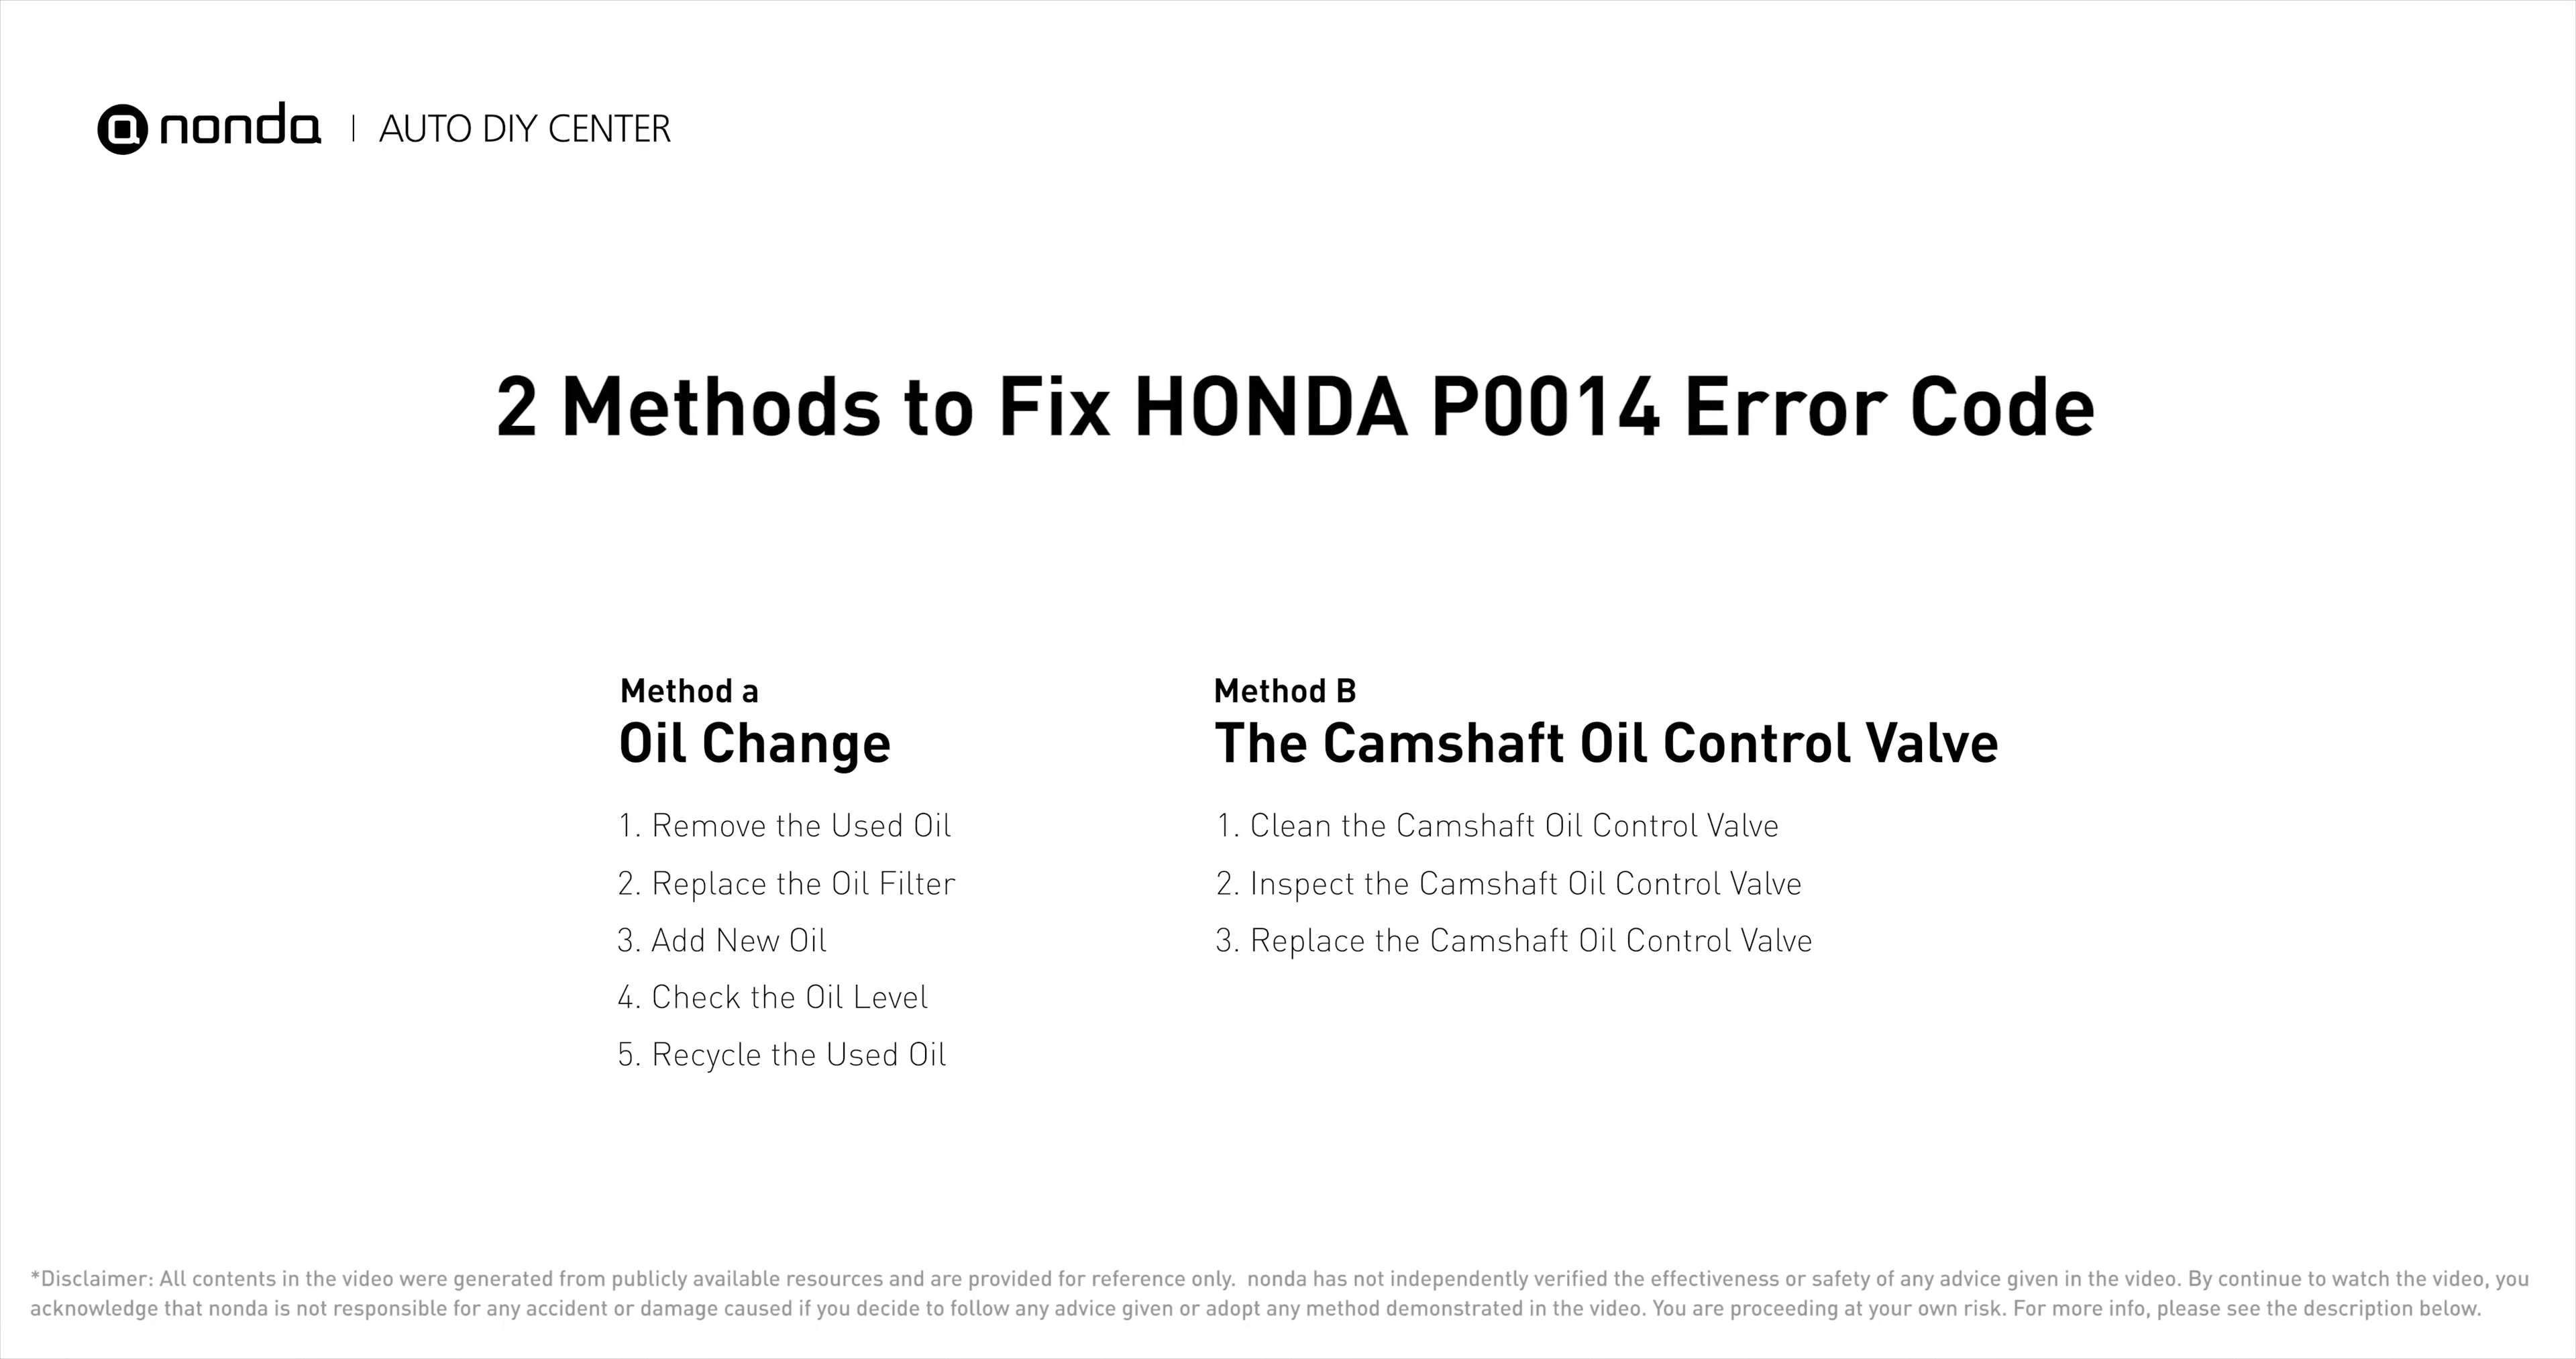 nonda | AUTO DIY CENTER
2 Methods to Fix HONDA P0014 Error Code
Method a
Oil Change
1. Remove the Used Oil
2. Replace the Oil Filter
3. Add New Oil
4. Check the Oil Level
5. Recycle the Used Oil
Method B
The Camshaft Oil Control Valve
1. Clean the Camshaft Oil Control Valve
2. Inspect the Camshaft Oil Control Valve
3. Replace the Camshaft Oil Control Valve
*Disclaimer: All contents in the video were generated from publicly available resources and are provided for reference only.  nonda has not independently verified the effectiveness or safety of any advice given in the video. By continue to watch the video, you
acknowledge that nonda is not responsible for any accident or damage caused if you decide to follow any advice given or adopt any method demonstrated in the video. You are proceeding at your own risk. For more info, please see the description below.